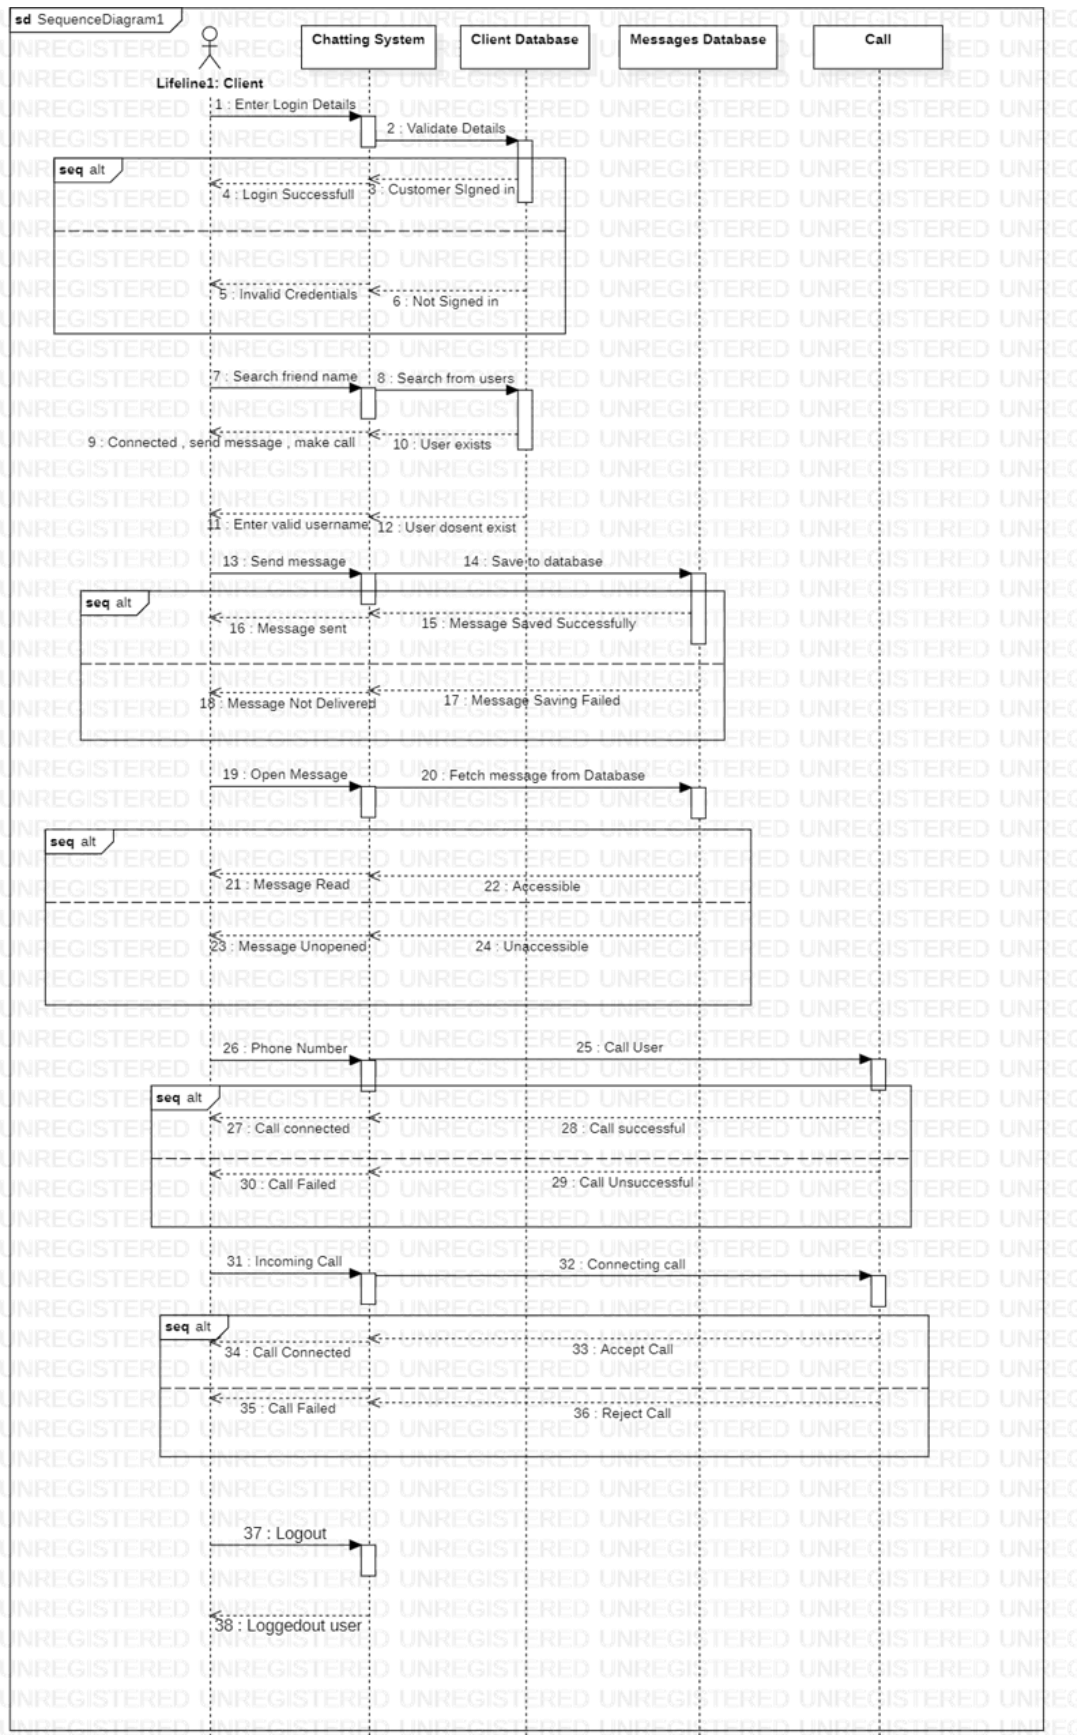 sd SequenceDiagram1
Chatting System
Client Database
Messages Database
Call
Lifeline1: Client
1 : Enter Login Details
2 : Validate Details
seq alt
3 : Customer SIgned in
4 : Login Successfull
5 : Invalid Credentials
6 : Not Signed in
7 : Search friend name
8 : Search from users
9 : Connected , send message , make call
10 : User exists
11 : Enter valid username
12 : User dosent exist
13 : Send message
14 : Save to database
seq alt
15 : Message Saved Successfully
16 : Message sent
17 : Message Saving Failed
18 : Message Not Delivered
19 : Open Message
20 : Fetch message from Database
seq alt
21 : Message Read
22 : Accessible
23 : Message Unopened
24 : Unaccessible
26 : Phone Number
25 : Call User
seq alt
27 : Call connected
28 : Call successful
30 : Call Failed
29 : Call Unsuccessful
31 : Incoming Call
32 : Connecting call
seq alt
34 : Call Connected
33 : Accept Call
35 : Call Failed
36 : Reject Call
37 : Logout
38 : Loggedout user
UNREGISTERED